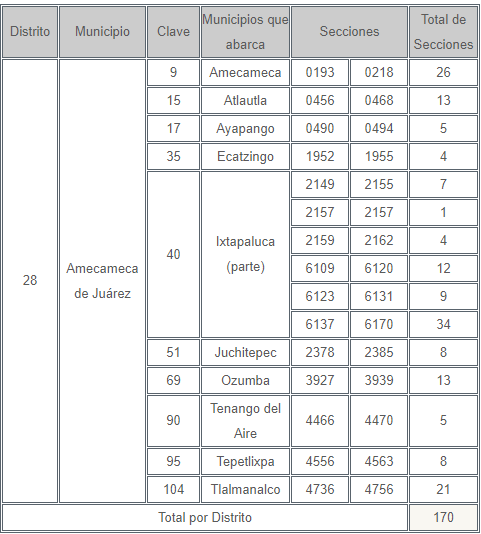 Distrito Municipio Clave Municipios que abarca Secciones Total de Secciones
28 Amecameca de Juárez 9 Amecameca 0193 0218 26
15 Atlautla 0456 0468 13
17 Ayapango 0490 0494 5
35 Ecatzingo 1952 1955 4
40 Ixtapaluca (parte) 2149 2155 7
2157 2157 1
2159 2162 4
6109 6120 12
6123 6131 9
6137 6170 34
51 Juchitepec 2378 2385 8
69 Ozumba 3927 3939 13
90 Tenango del Aire 4466 4470 5
95 Tepetlixpa 4556 4563 8
104 Tlalmanalco 4736 4756 21
Total por Distrito 170